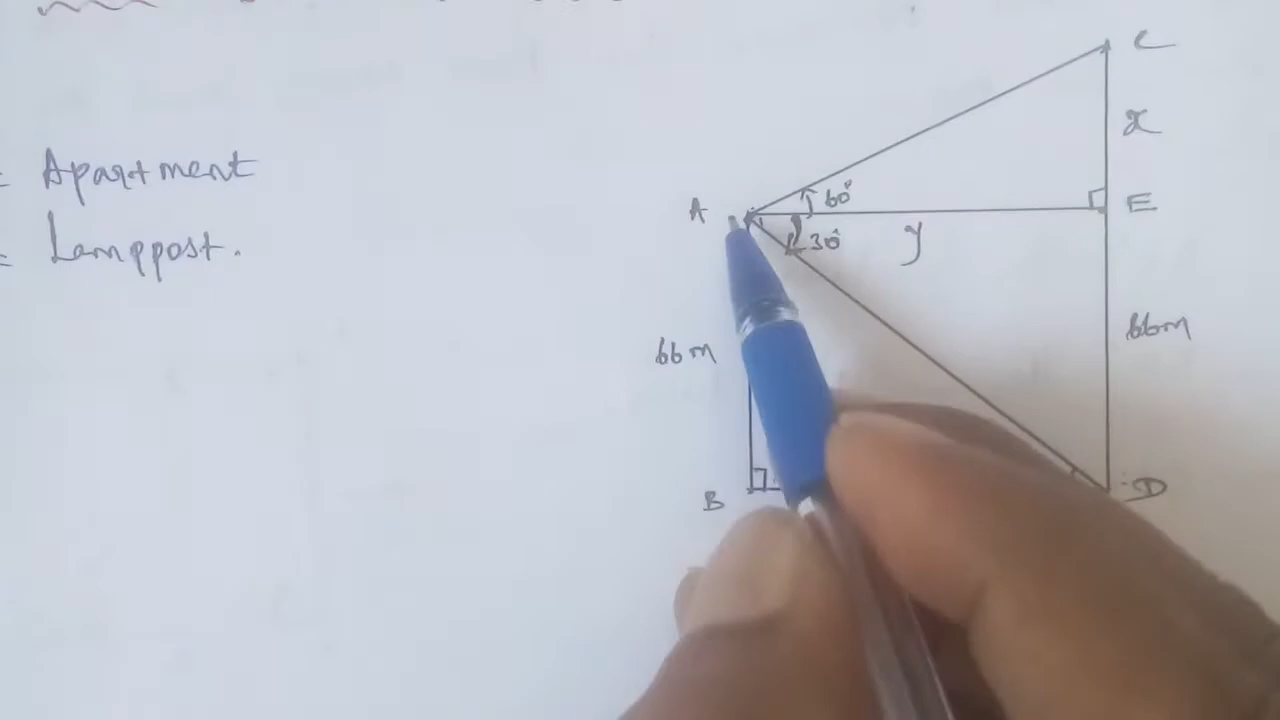 = Apartment
= Lamppost.
C
x
60°
A
E
30°
y
66m
66m
B
D